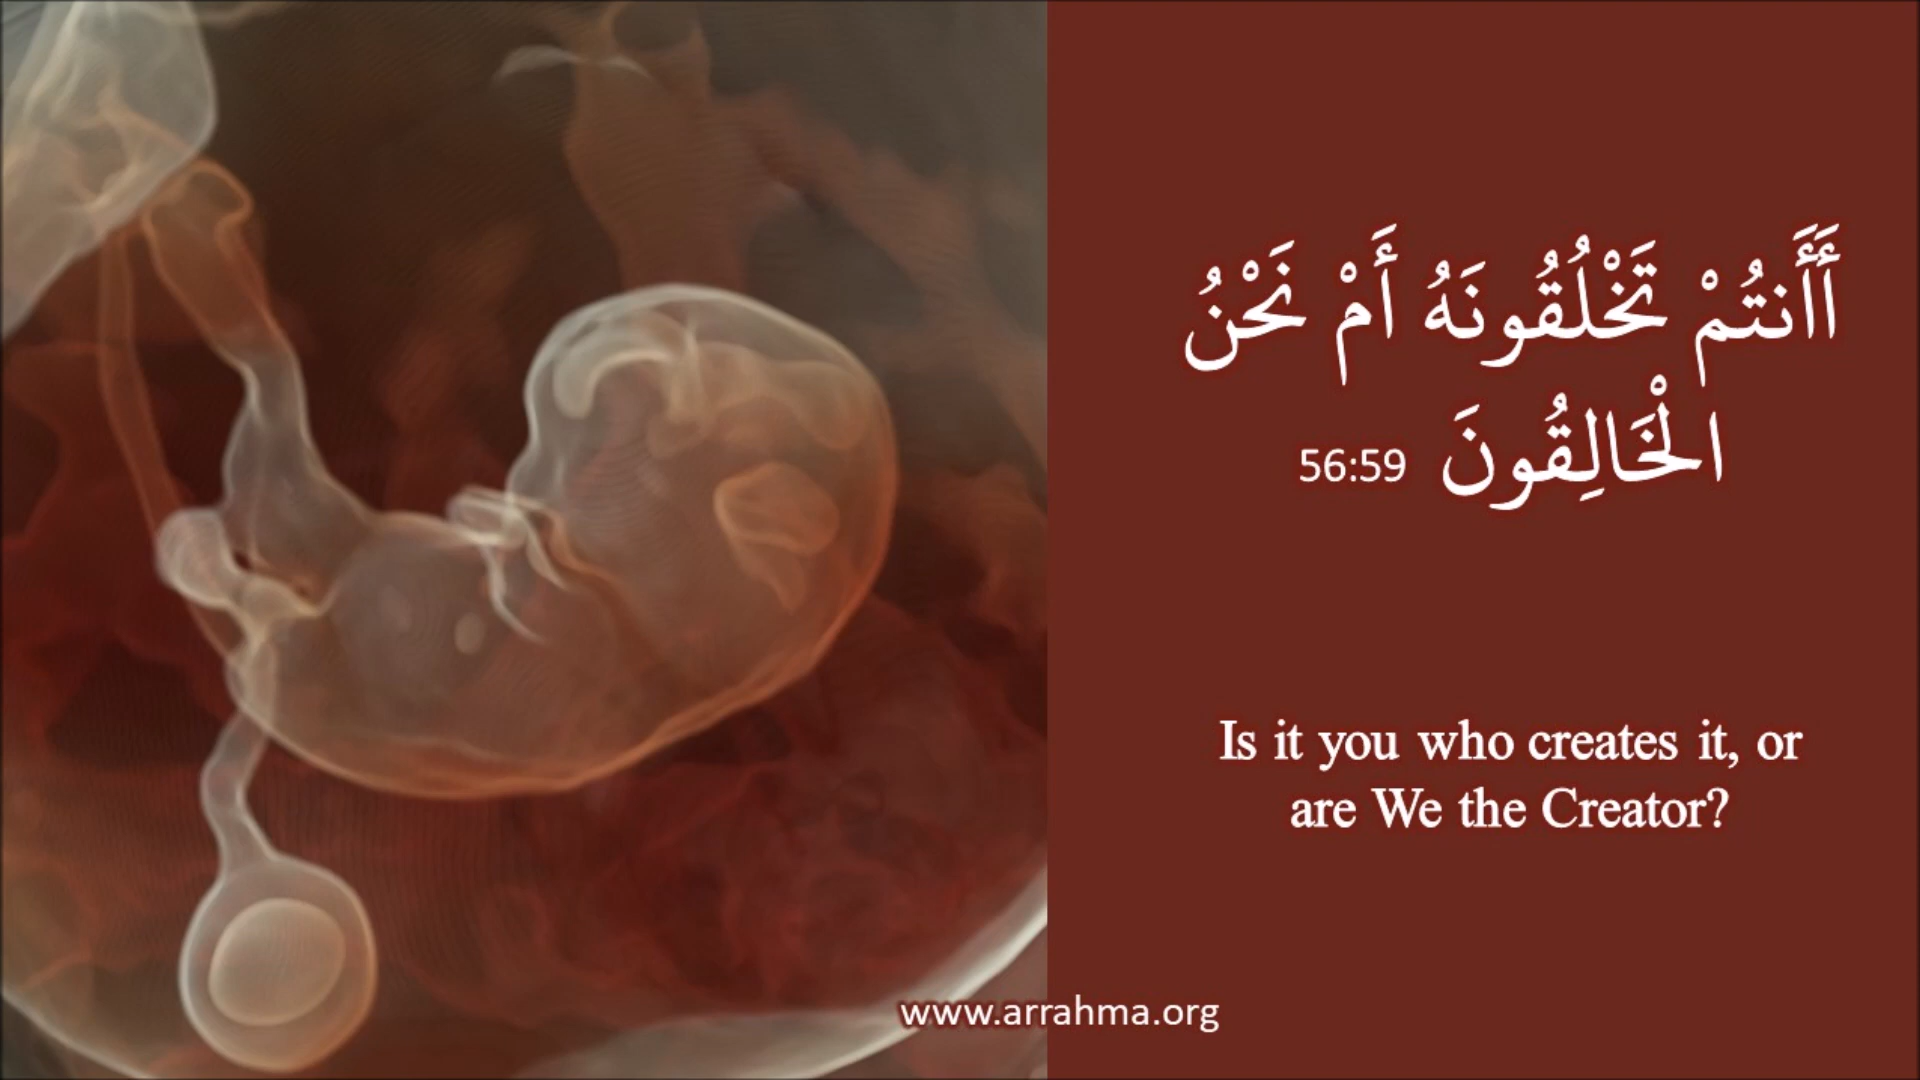 أَأَنتُمْ تَخْلُقُونَهُ أَمْ نَحْنُ
الْخَالِقُونَ 56:59
Is it you who creates it, or
are We the Creator?
www.arrahma.org